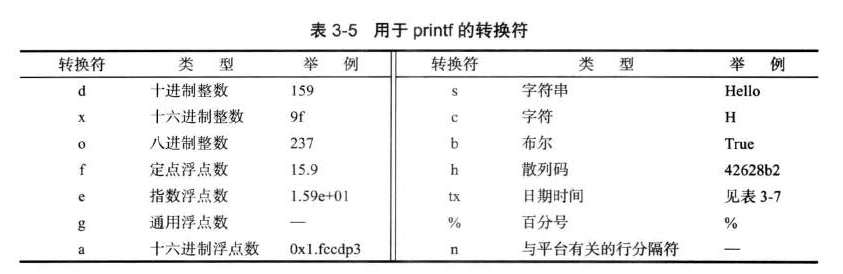 表 3-5 用于 printf 的转换符
转换符 类 型 举 例 转换符 类 型 举 例
d 十进制整数 159 s 字符串 Hello
x 十六进制整数 9f c 字符 H
o 八进制整数 237 b 布尔 True
f 定点浮点数 15.9 h 散列码 42628b2
e 指数浮点数 1.59e+01 tx 日期时间 见表 3-7
g 通用浮点数 — % 百分号 %
a 十六进制浮点数 0x1.fccdp3 n 与平台有关的行分隔符 —